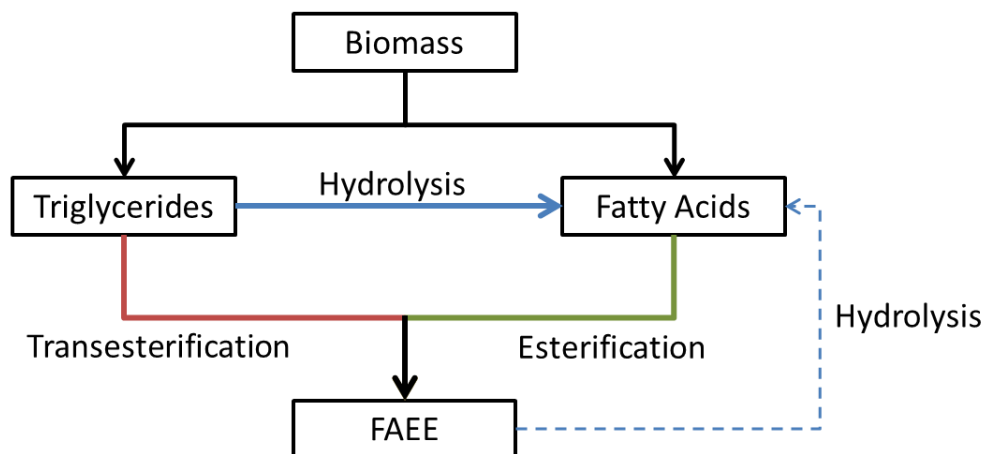 Biomass
Hydrolysis
Triglycerides
Fatty Acids
Hydrolysis
Transesterification
Esterification
FAEE